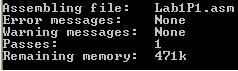 Assembling file:   Lab1P1.asm
Error messages:    None
Warning messages:  None
Passes:            1
Remaining memory:  471k